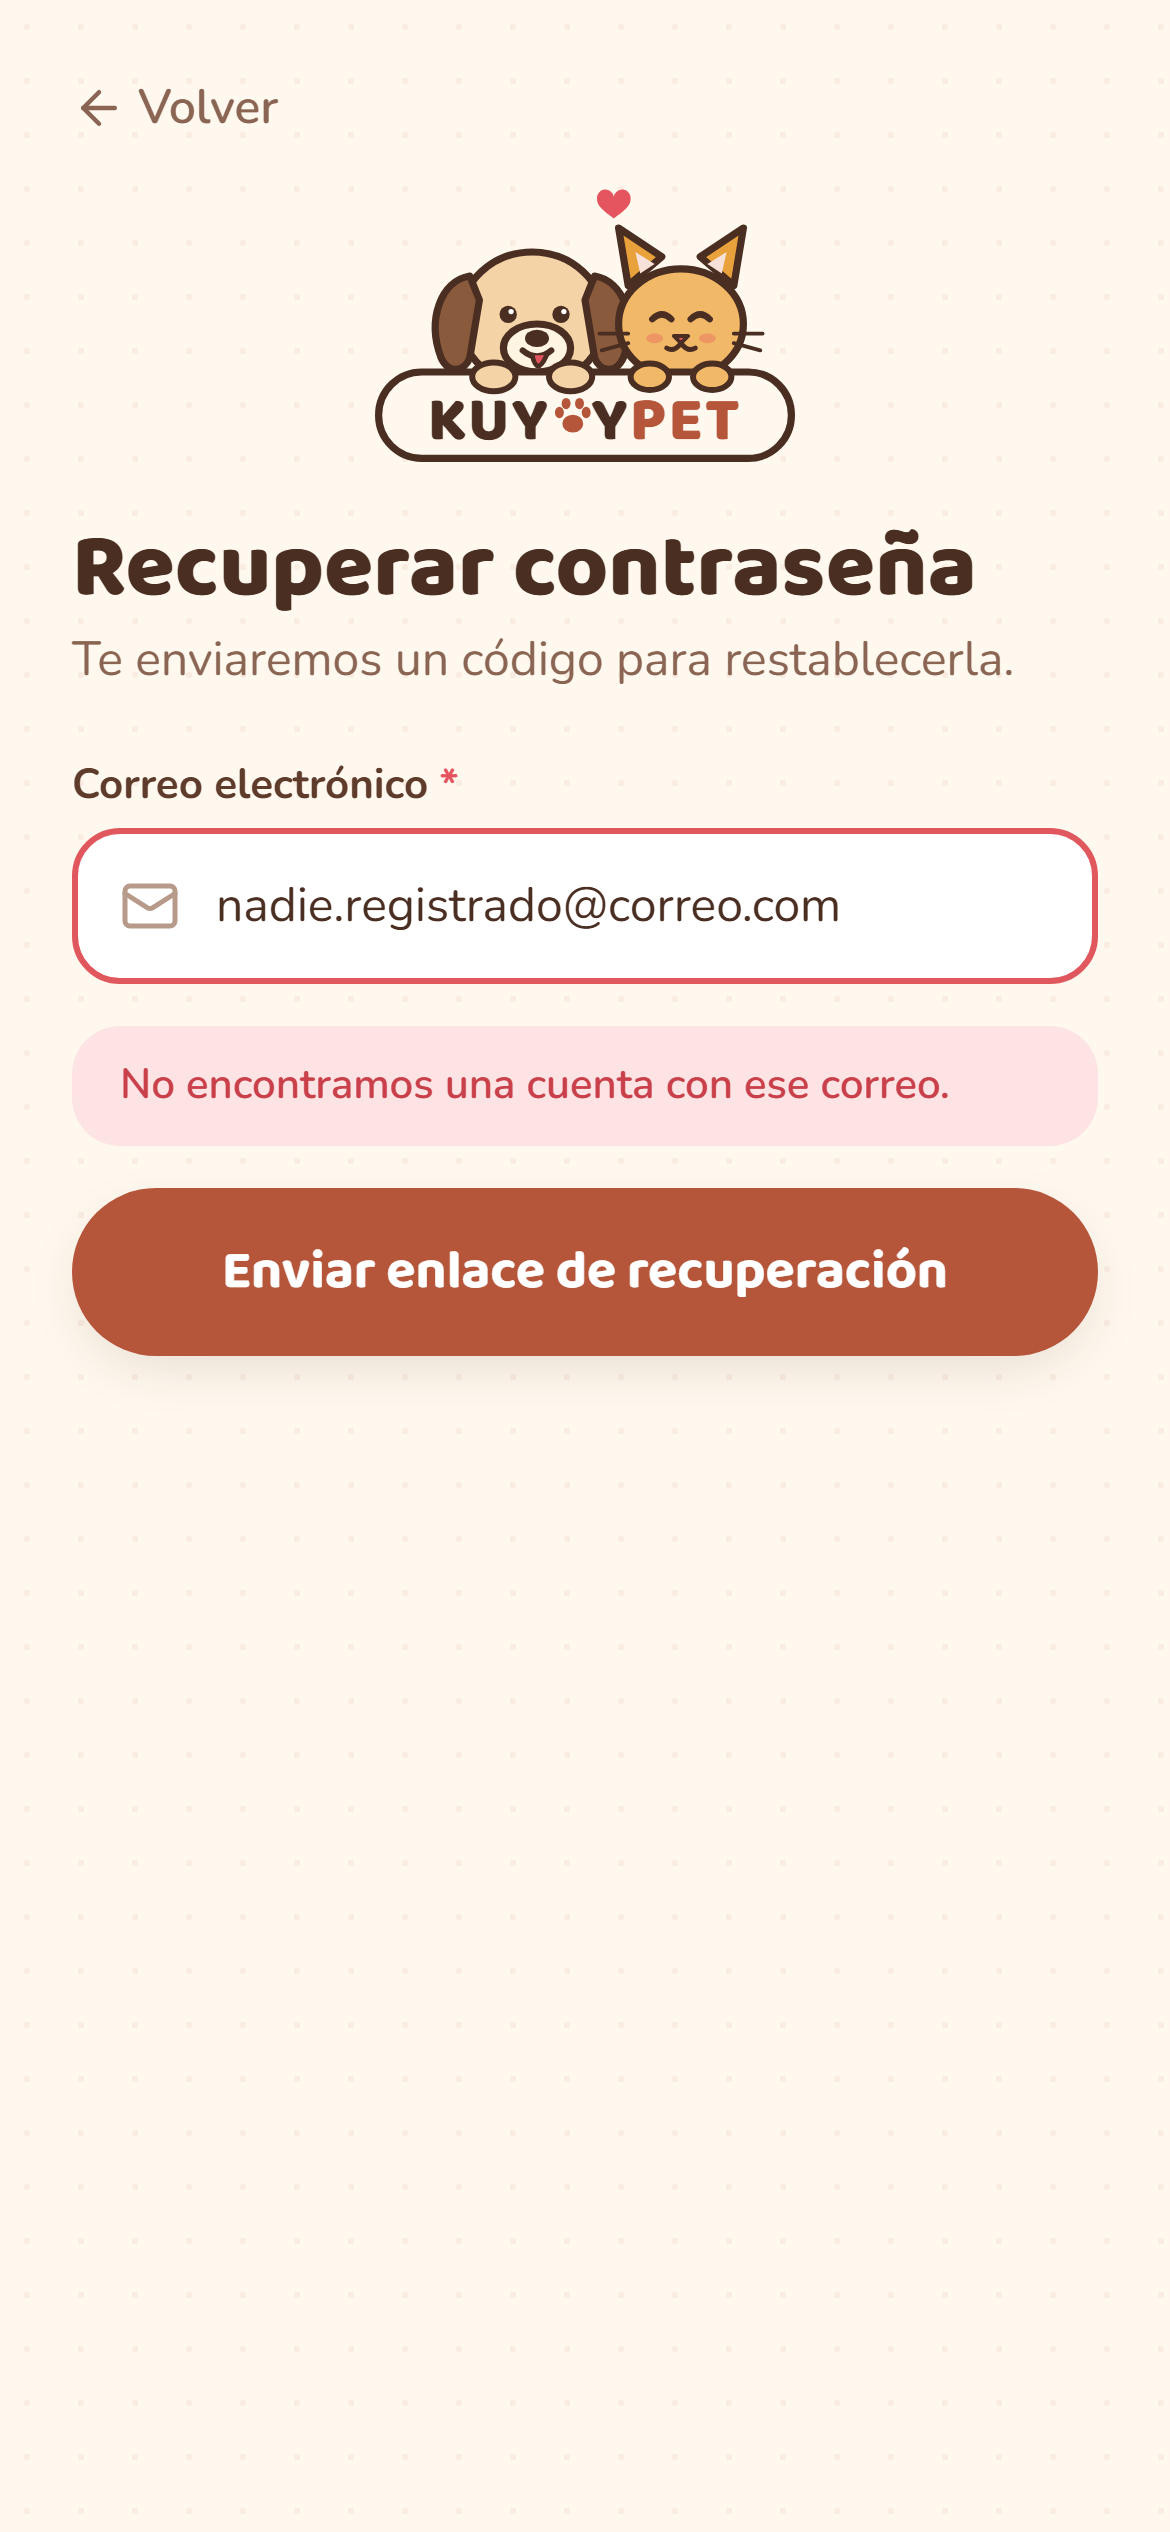 Volver
KUYYPET
Recuperar contraseña
Te enviaremos un código para restablecerla.
Correo electrónico *
nadie.registrado@correo.com
No encontramos una cuenta con ese correo.
Enviar enlace de recuperación